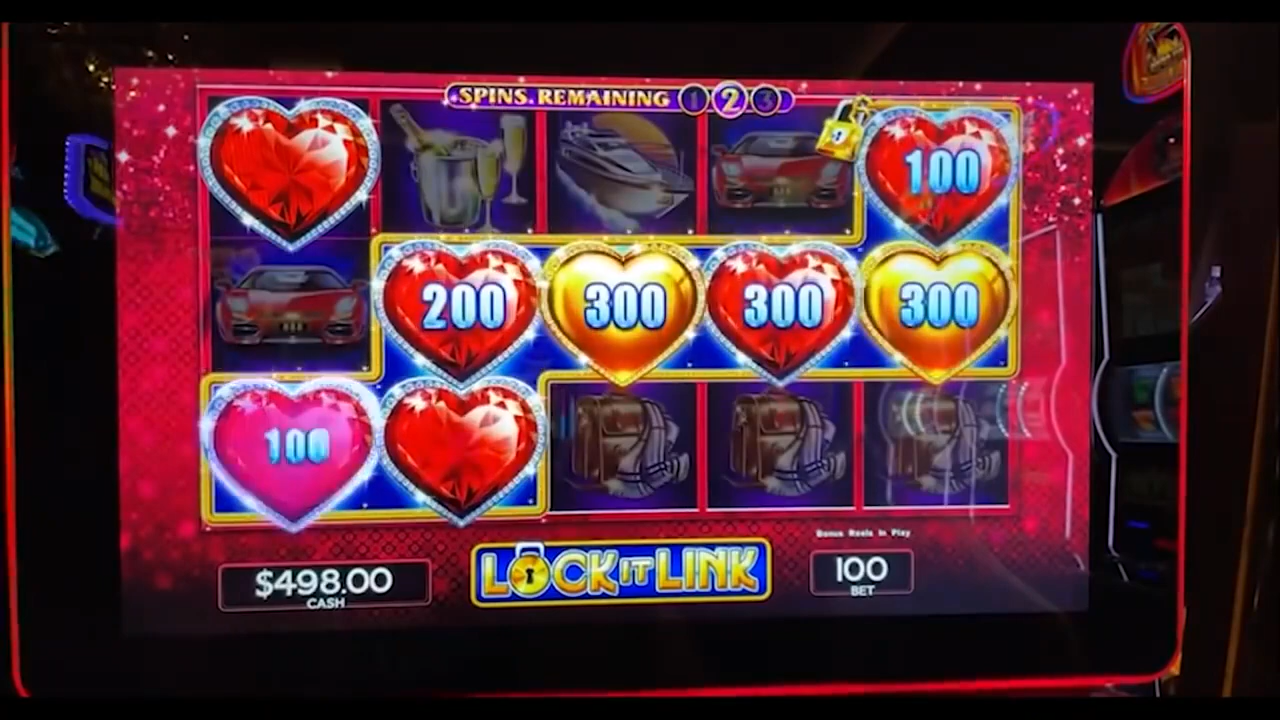 SPINS REMAINING 1 2 3
100
200 300 300 300
100
Bonus Reels In Play
$498.00
CASH
LOCK IT LINK
100
BET